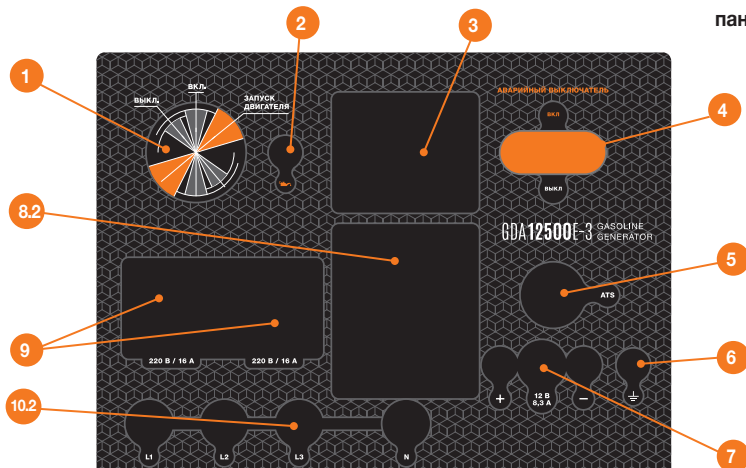 пан
2
3
1
ВЫКЛ.
ВКЛ.
ЗАПУСК
ДВИГАТЕЛЯ
АВАРИЙНЫЙ ВЫКЛЮЧАТЕЛЬ
ВКЛ
4
ВЫКЛ
8.2
GDA12500E-3 GASOLINE
GENERATOR
5
ATS
9
220 В / 16 А
220 В / 16 А
6
+
12 В
8,3 А
−
10.2
L1
L2
L3
N
7